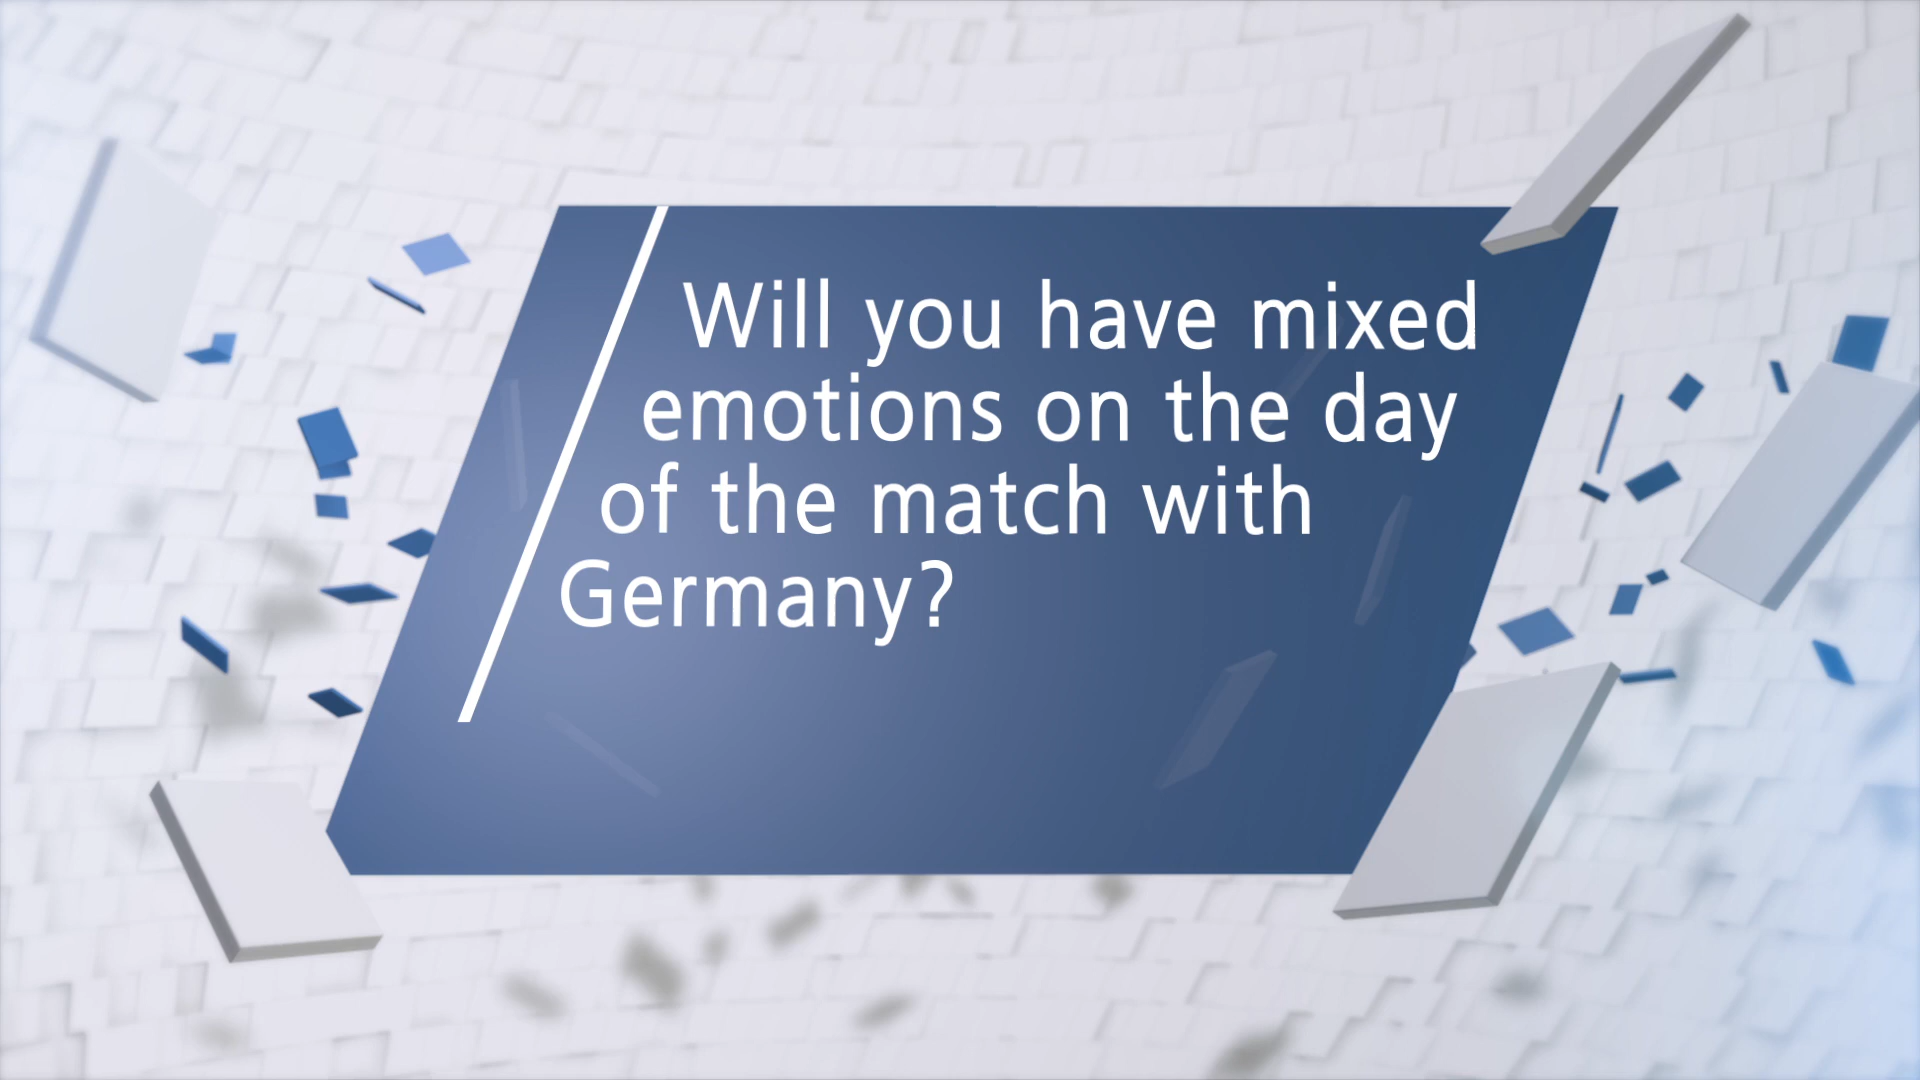 Will you have mixed
emotions on the day
of the match with
Germany?